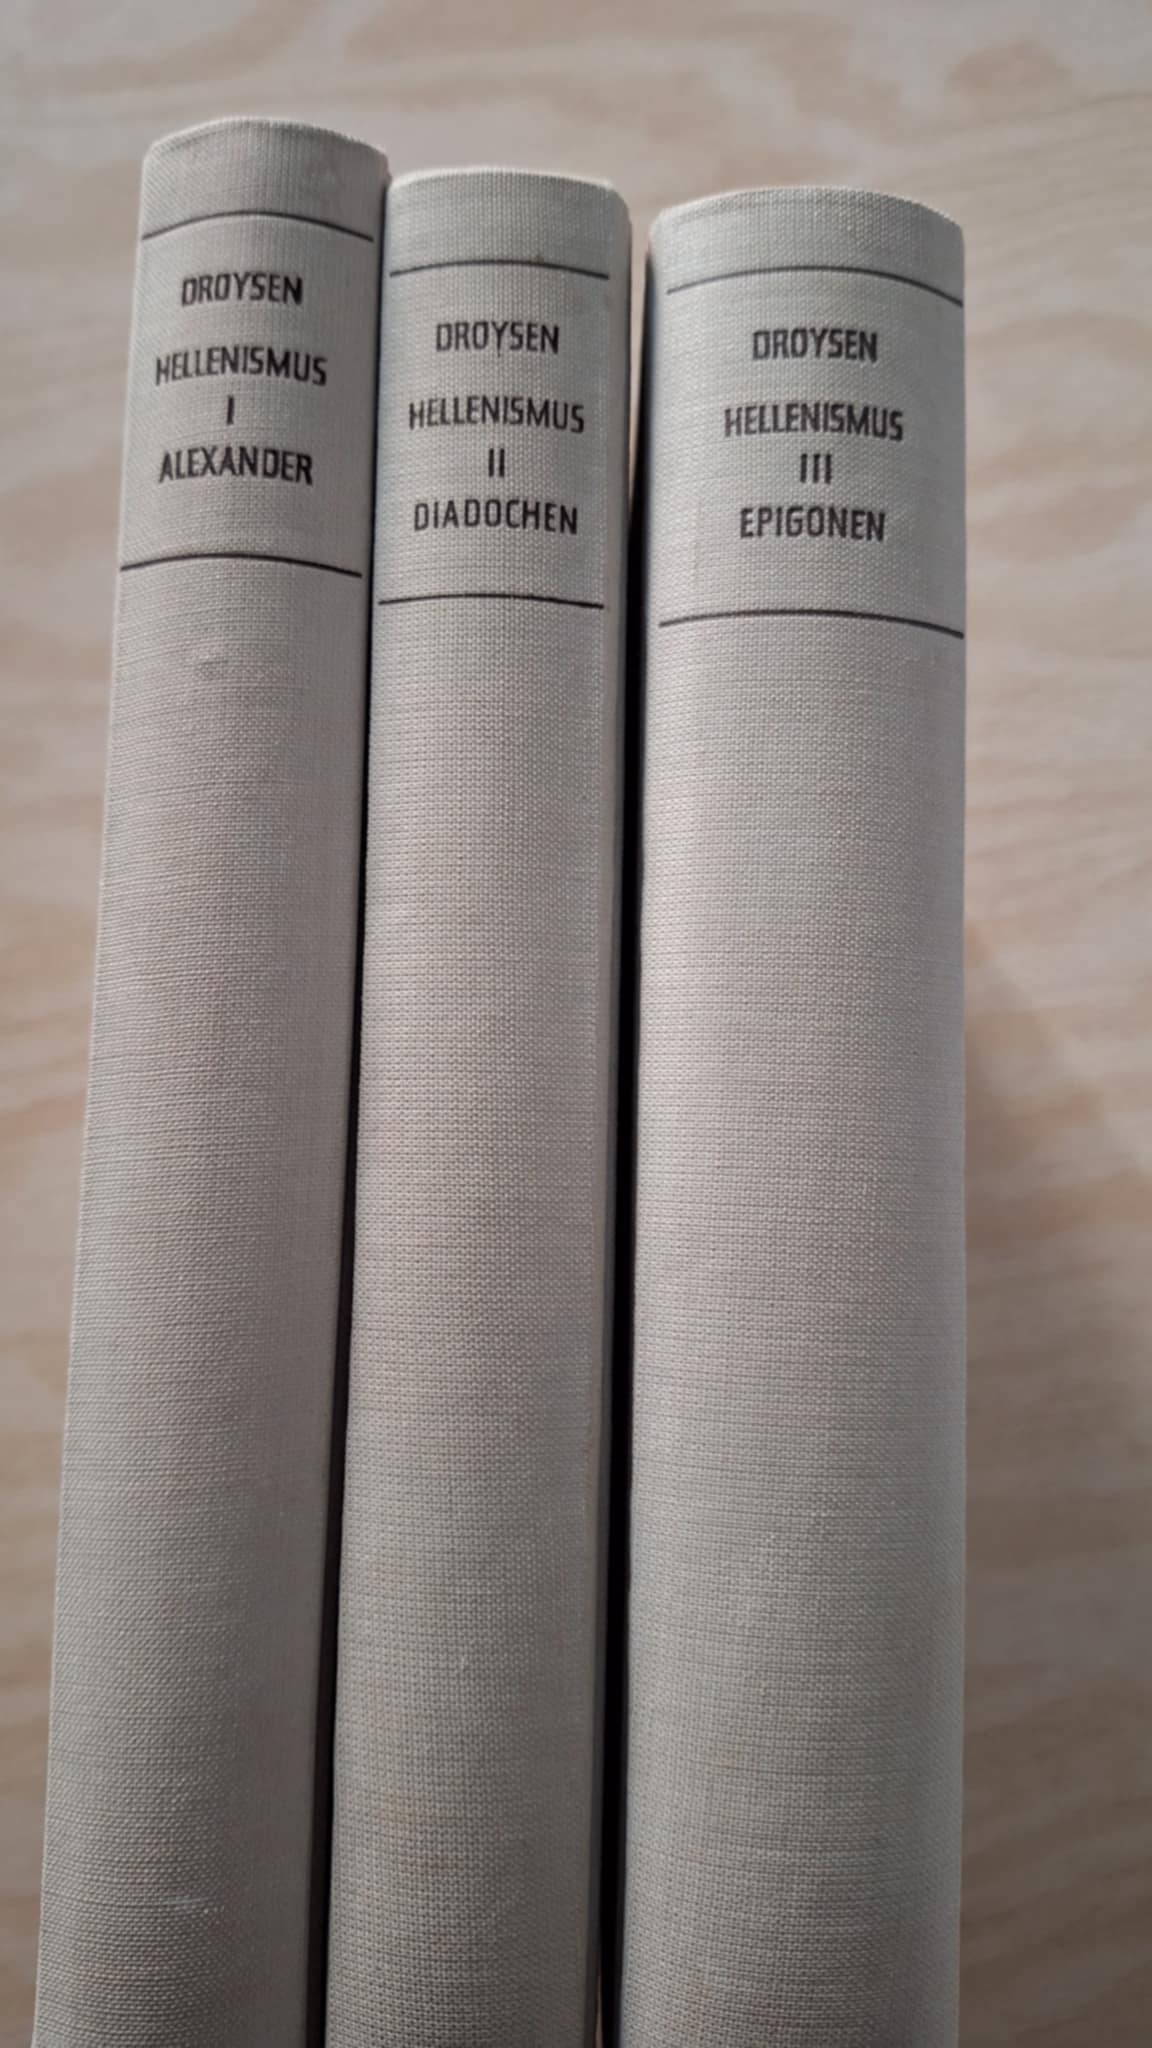 DROYSEN
HELLENISMUS
I
ALEXANDER
DROYSEN
HELLENISMUS
II
DIADOCHEN
DROYSEN
HELLENISMUS
III
EPIGONEN